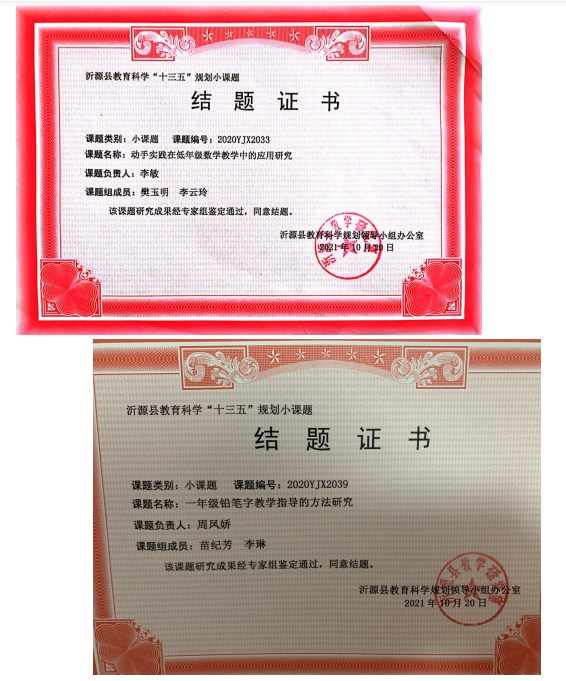 沂源县教育科学“十三五”规划小课题
结 题 证 书
课题类别：小课题 课题编号：2020YJX2033
课题名称：动手实践在低年级数学教学中的应用研究
课题负责人：李敏
课题组成员：樊玉明 李云玲
该课题研究成果经专家组鉴定通过，同意结题。
沂源县教育科学规划领导小组办公室
2021年10月20日
沂源县教育科学“十三五”规划小课题
结 题 证 书
课题类别：小课题 课题编号：2020YJX2039
课题名称：一年级铅笔字教学指导的方法研究
课题负责人：周凤娇
课题组成员：苗纪芳 李琳
该课题研究成果经专家组鉴定通过，同意结题。
沂源县教育科学规划领导小组办公室
2021年10月20日